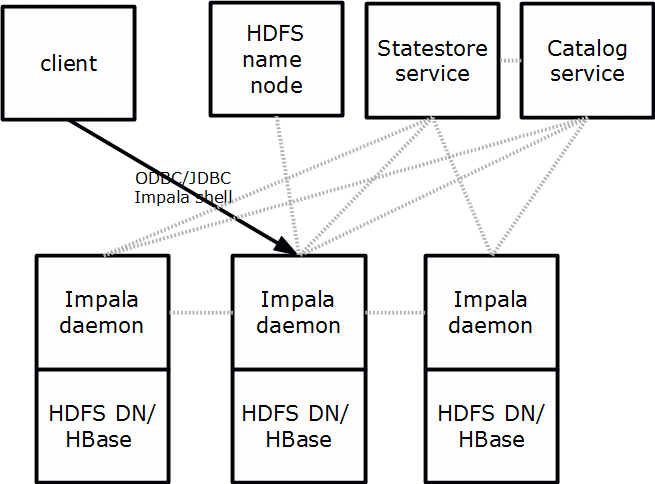 client
HDFS
name
node
Statestore
service
Catalog
service
ODBC/JDBC
Impala shell
Impala
daemon
Impala
daemon
Impala
daemon
HDFS DN/
HBase
HDFS DN/
HBase
HDFS DN/
HBase